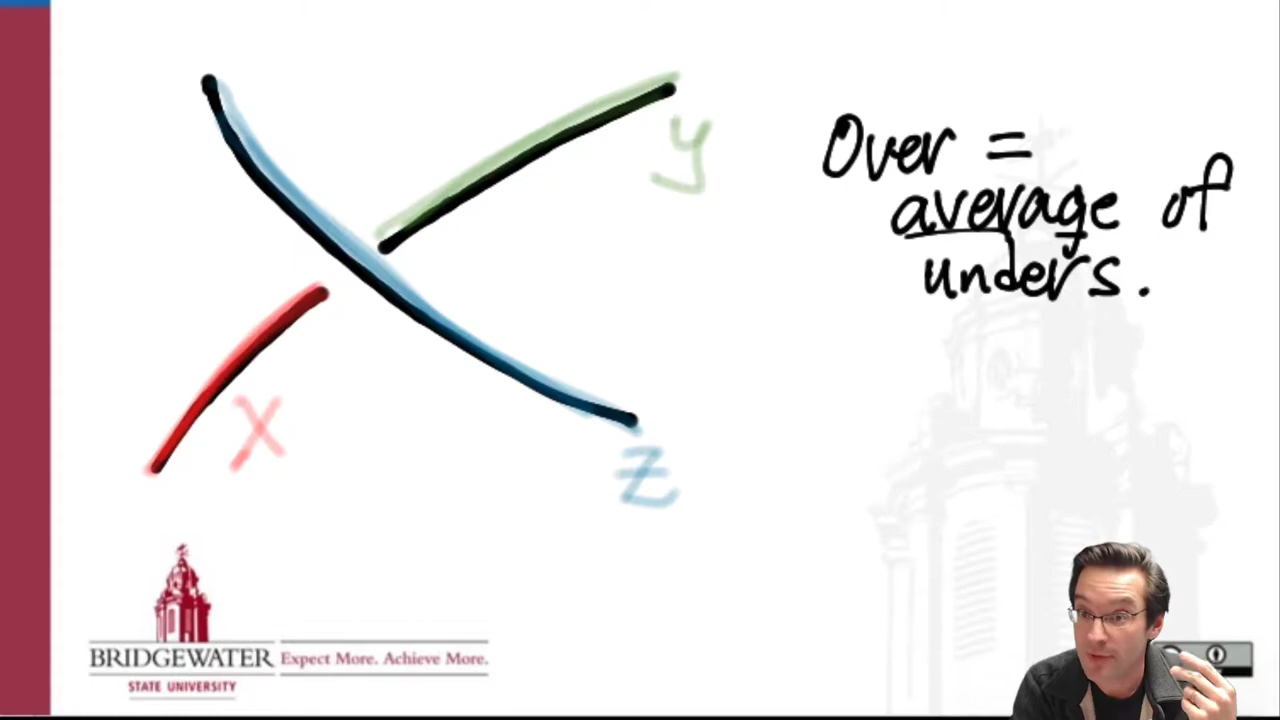 y
Over =
average of
unders.
x
z
BRIDGEWATER
STATE UNIVERSITY
Expect More. Achieve More.